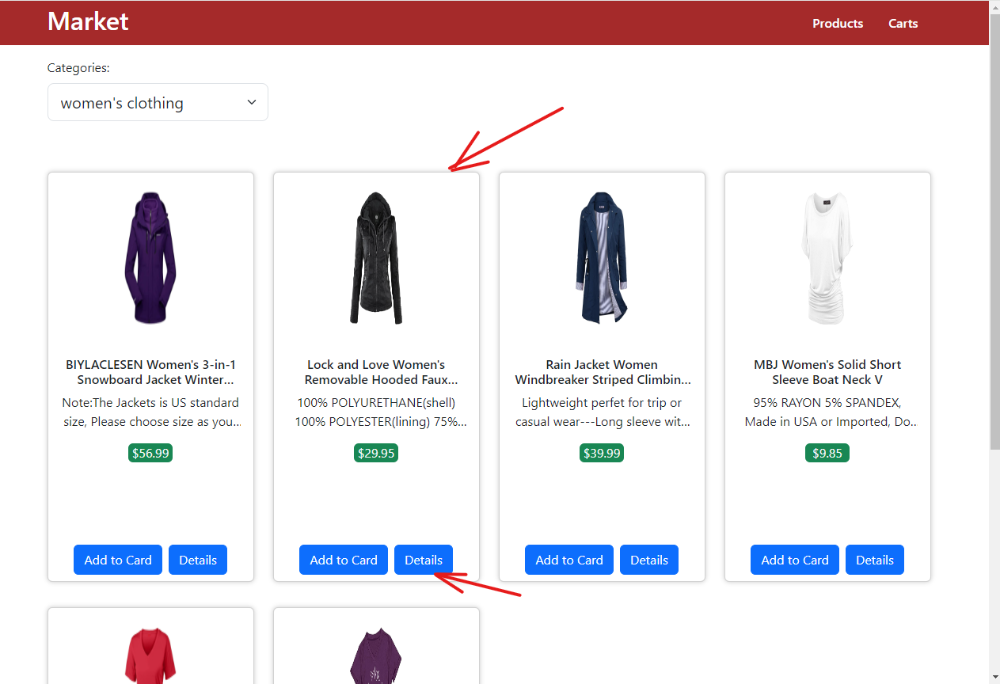 Market
Products
Carts
Categories:
women's clothing
BIYLACLESEN Women's 3-in-1
Snowboard Jacket Winter...
Note:The Jackets is US standard
size, Please choose size as you...
$56.99
Add to Card
Details
Lock and Love Women's
Removable Hooded Faux...
100% POLYURETHANE(shell)
100% POLYESTER(lining) 75%...
$29.95
Add to Card
Details
Rain Jacket Women
Windbreaker Striped Climbin...
Lightweight perfet for trip or
casual wear---Long sleeve wit...
$39.99
Add to Card
Details
MBJ Women's Solid Short
Sleeve Boat Neck V
95% RAYON 5% SPANDEX,
Made in USA or Imported, Do..
$9.85
Add to Card
Details